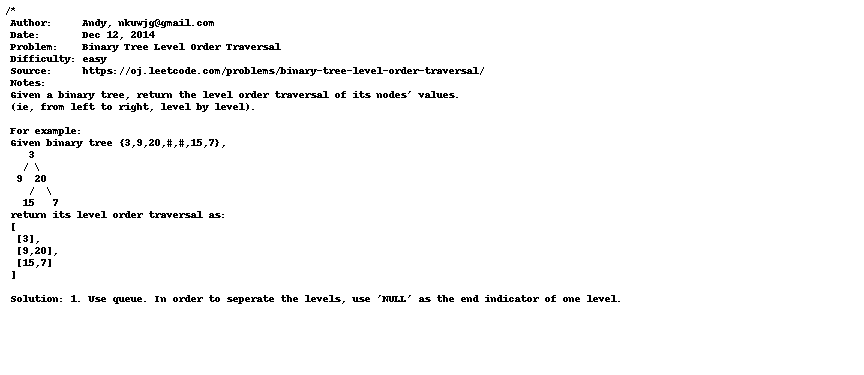 /*
Author:     Andy, nkuwjg@gmail.com
Date:       Dec 12, 2014
Problem:    Binary Tree Level Order Traversal
Difficulty: easy
Source:     https://oj.leetcode.com/problems/binary-tree-level-order-traversal/
Notes:
Given a binary tree, return the level order traversal of its nodes' values.
(ie, from left to right, level by level).

For example:
Given binary tree {3,9,20,#,#,15,7},
    3
   / \
  9  20
    /  \
   15   7
return its level order traversal as:
[
 [3],
 [9,20],
 [15,7]
]

Solution: 1. Use queue. In order to seperate the levels, use 'NULL' as the end indicator of one level.